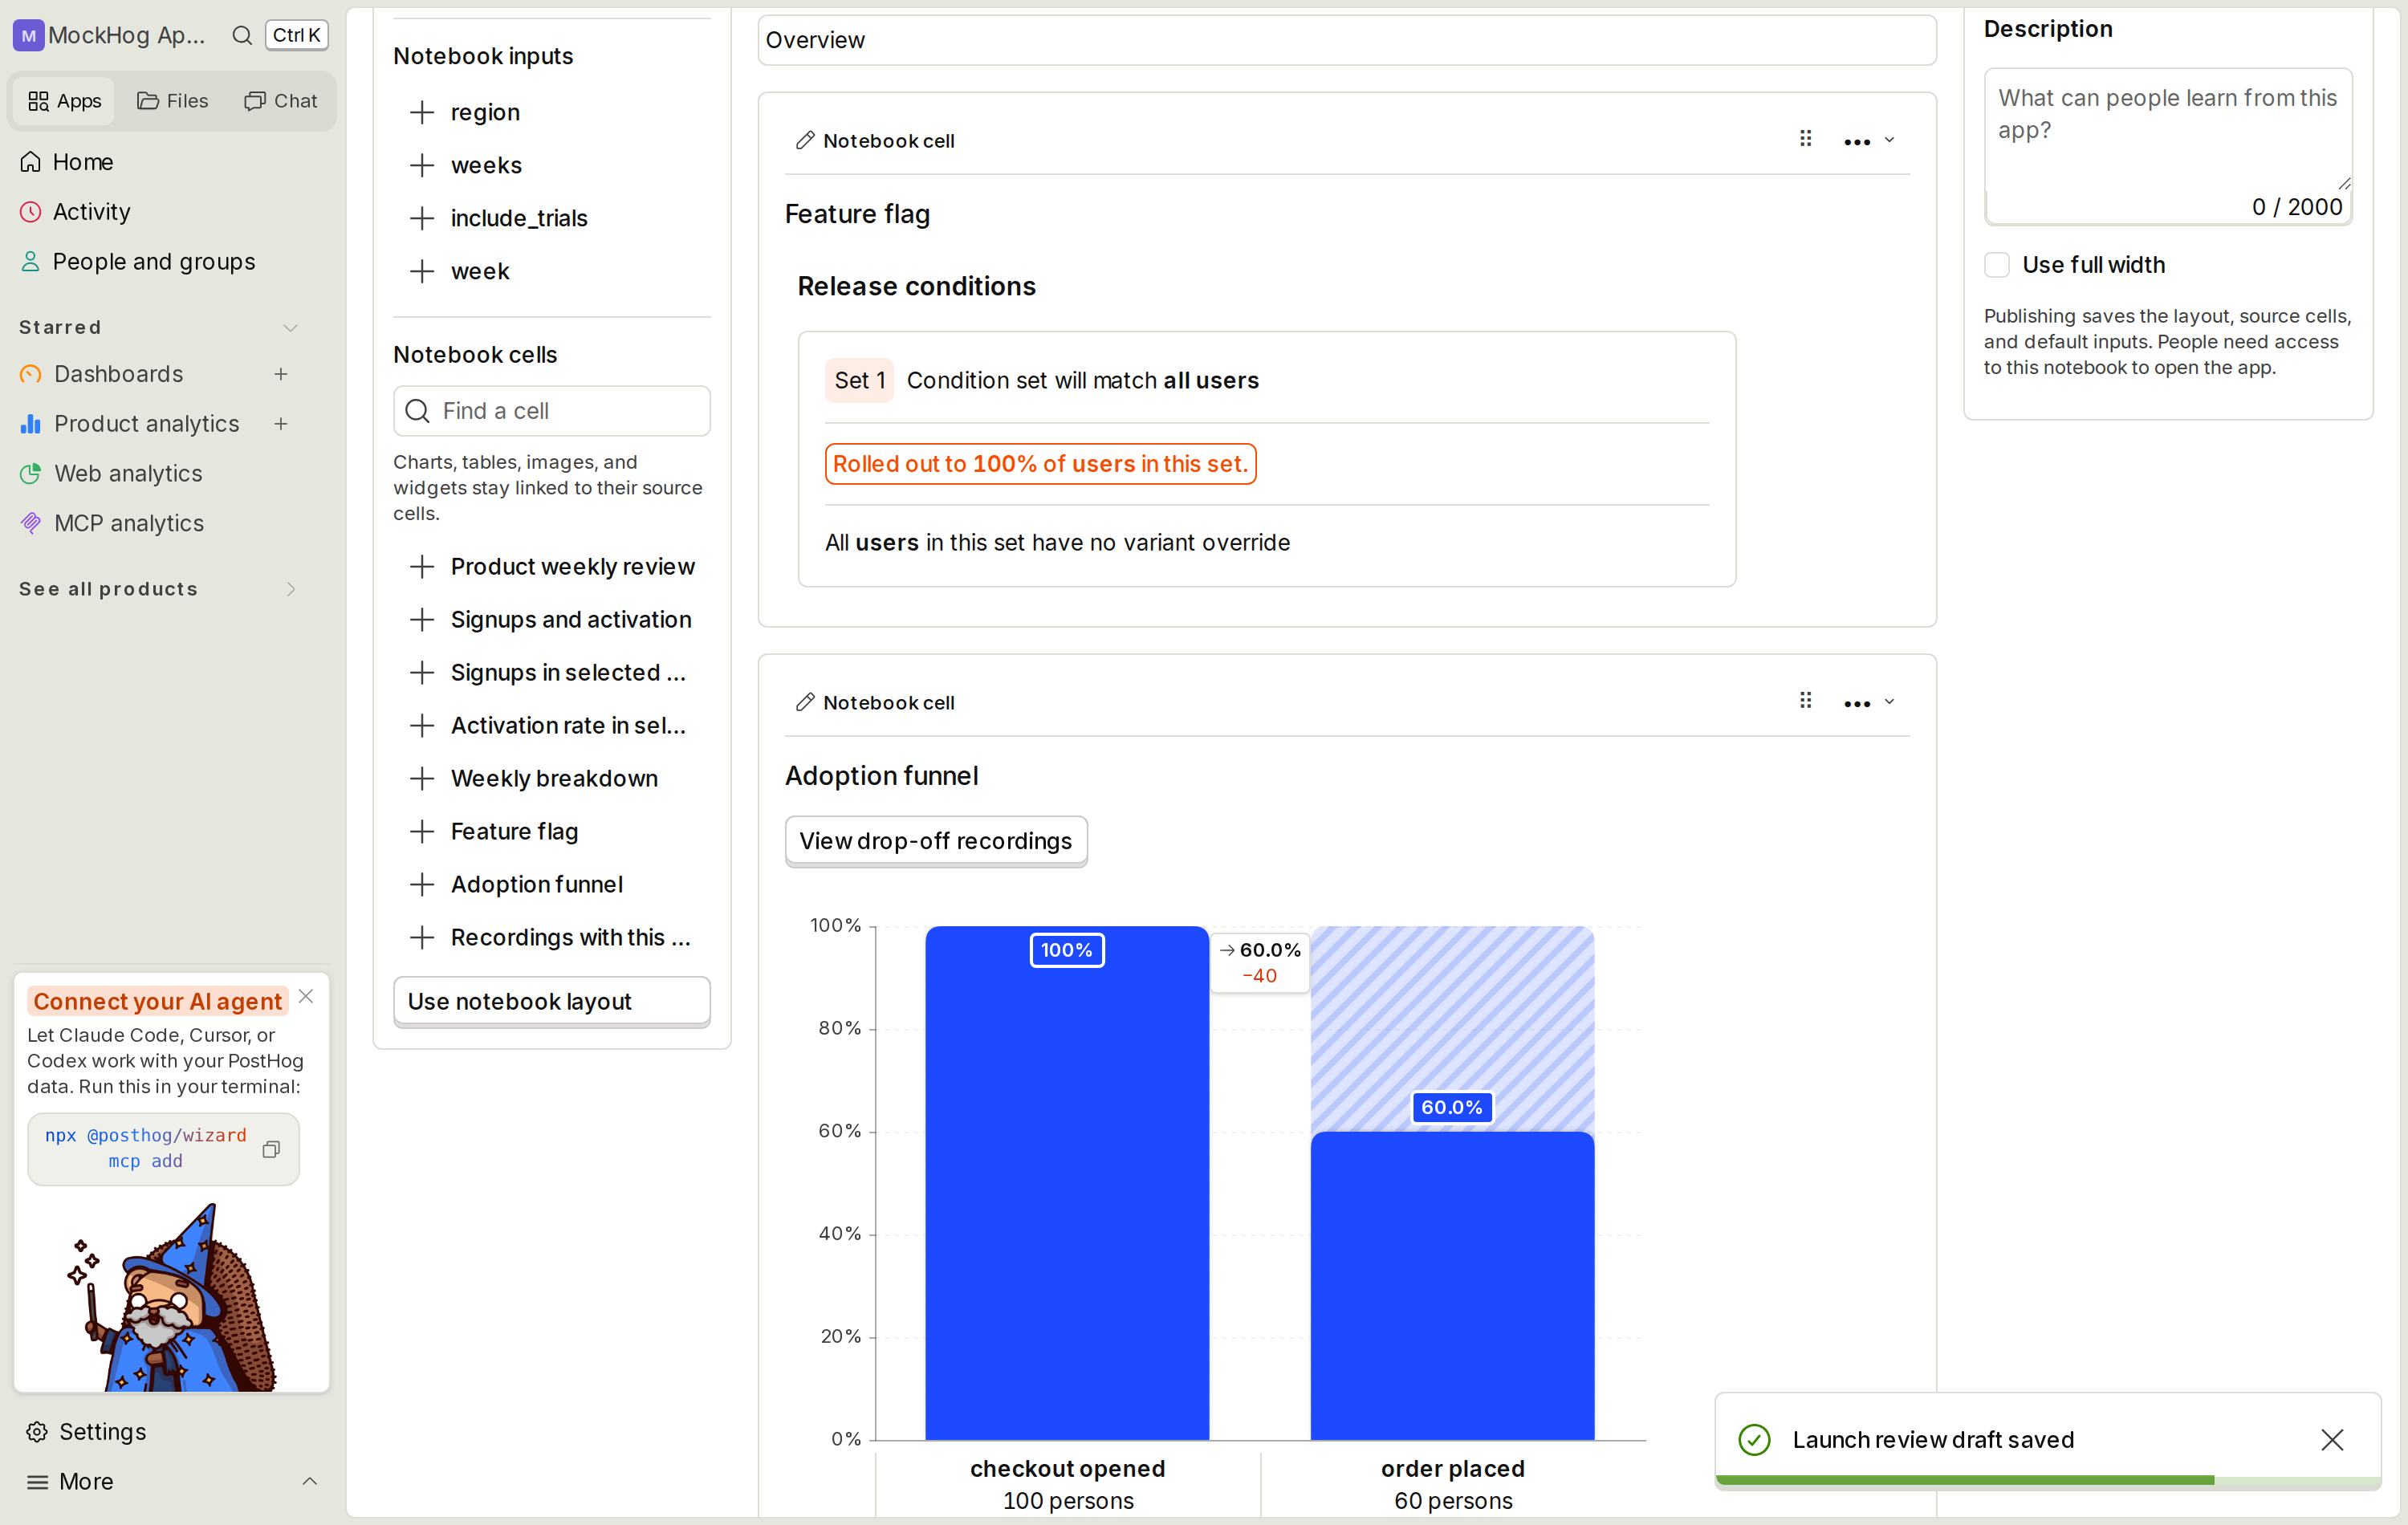 M MockHog Ap... Ctrl K
Apps Files Chat
Home
Activity
People and groups
Starred
Dashboards
Product analytics
Web analytics
MCP analytics
See all products
Connect your AI agent
Let Claude Code, Cursor, or
Codex work with your PostHog
data. Run this in your terminal:
npx @posthog/wizard
mcp add
Settings
More
Notebook inputs
region
weeks
include_trials
week
Notebook cells
Find a cell
Charts, tables, images, and
widgets stay linked to their source
cells.
Product weekly review
Signups and activation
Signups in selected ...
Activation rate in sel...
Weekly breakdown
Feature flag
Adoption funnel
Recordings with this ...
Use notebook layout
Overview
Notebook cell
Feature flag
Release conditions
Set 1 Condition set will match all users
Rolled out to 100% of users in this set.
All users in this set have no variant override
Notebook cell
Adoption funnel
View drop-off recordings
100%
80%
60%
40%
20%
0%
100%
→ 60.0%
−40
60.0%
checkout opened
100 persons
order placed
60 persons
Description
What can people learn from this
app?
0 / 2000
Use full width
Publishing saves the layout, source cells,
and default inputs. People need access
to this notebook to open the app.
Launch review draft saved